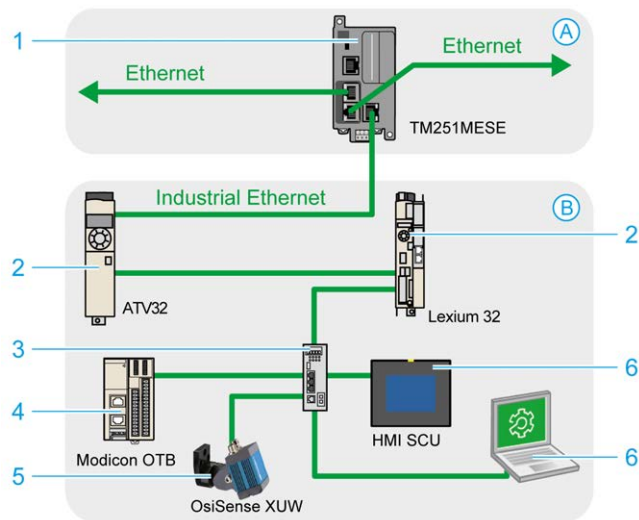 1
Ethernet
Ethernet
A
TM251MESE
Industrial Ethernet
B
2
2
ATV32
Lexium 32
3
4
6
Modicon OTB
HMI SCU
6
5
OsiSense XUW